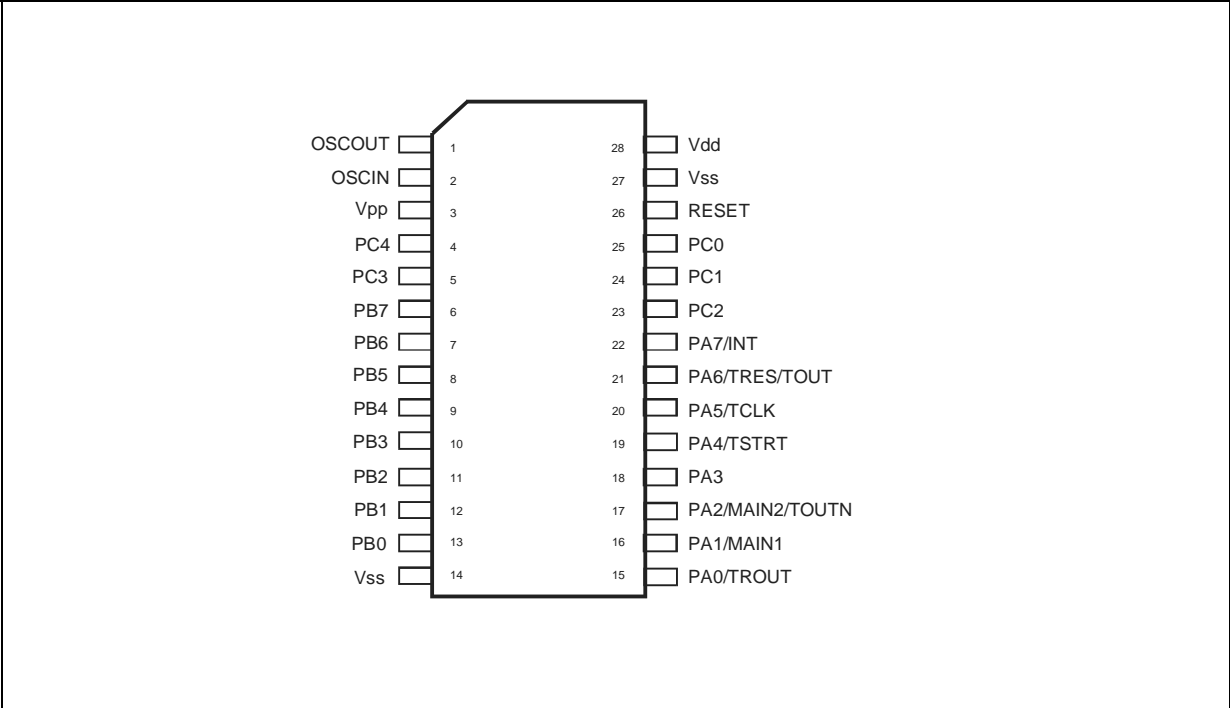 OSCOUT 1 28 Vdd
OSCIN 2 27 Vss
Vpp 3 26 RESET
PC4 4 25 PC0
PC3 5 24 PC1
PB7 6 23 PC2
PB6 7 22 PA7/INT
PB5 8 21 PA6/TRES/TOUT
PB4 9 20 PA5/TCLK
PB3 10 19 PA4/TSTRT
PB2 11 18 PA3
PB1 12 17 PA2/MAIN2/TOUTN
PB0 13 16 PA1/MAIN1
Vss 14 15 PA0/TROUT